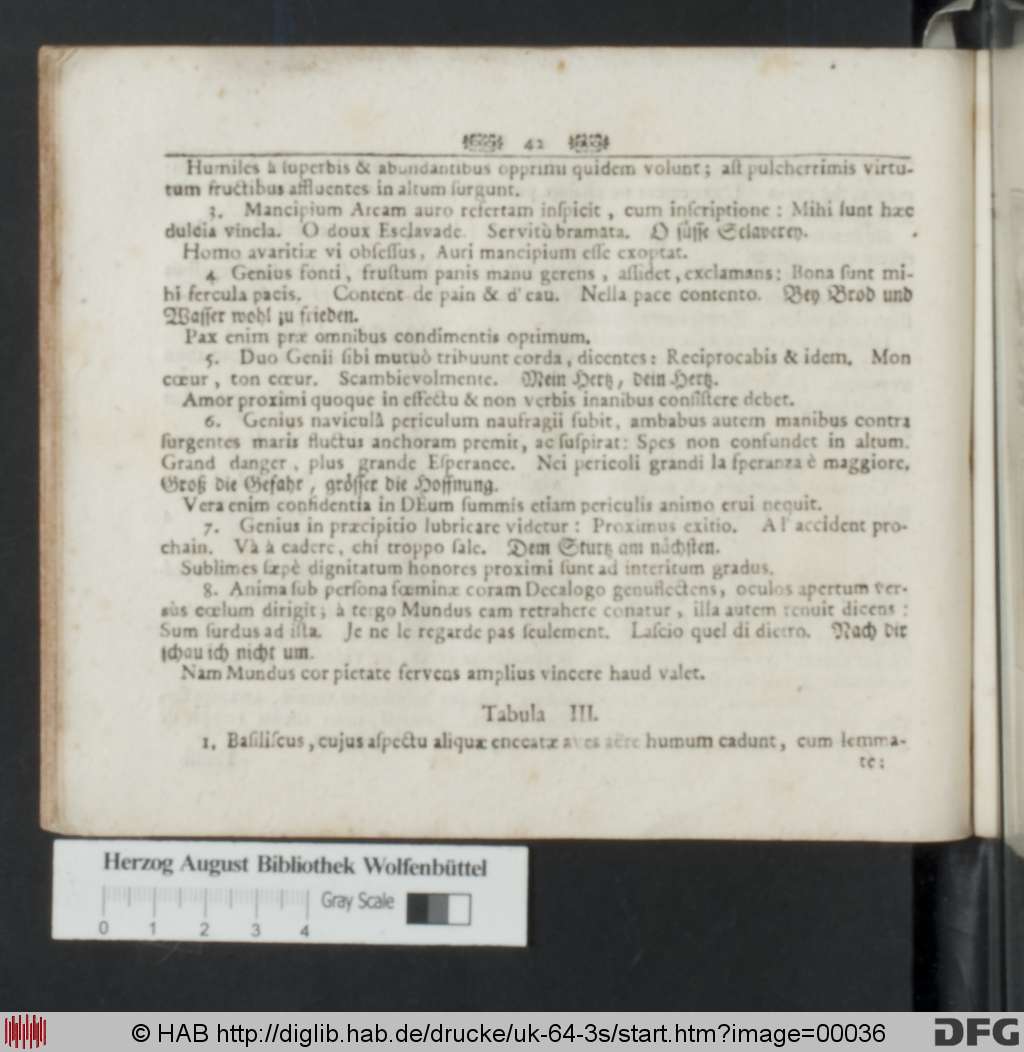 42
Humiles à superbis & abundantibus opprimi quidem volunt; ast pulcherrimis virtu-
tum fructibus affluentes in altum surgunt.
3. Mancipium Arcam auro refertam inspicit, cum inscriptione: Mihi sunt hæc
dulcia vincla. O doux Esclavade. Servitù bramata. O süsse Sclaverey.
Homo avaritiæ vi obsessus, Auri mancipium esse exoptat.
4. Genius fonti, frustum panis manu gerens, assidet, exclamans: Bona sunt mi-
hi fercula pacis. Content de pain & d'eau. Nella pace contento. Bey Brod und
Wasser wohl zu frieden.
Pax enim præ omnibus condimentis optimum.
5. Duo Genii sibi mutuò tribuunt corda, dicentes: Reciprocabis & idem. Mon
cœur, ton cœur. Scambievolmente. Mein Hertz, dein Hertz.
Amor proximi quoque in effectu & non verbis inanibus consistere debet.
6. Genius naviculâ periculum naufragii subit, ambabus autem manibus contra
surgentes maris fluctus anchoram premit, ac suspirat: Spes non confundet in altum.
Grand danger, plus grande Esperance. Nei pericoli grandi la speranza è maggiore.
Groß die Gefahr, grösser die Hoffnung.
Vera enim confidentia in DEum summis etiam periculis animo erui nequit.
7. Genius in præcipitio lubricare videtur: Proximus exitio. A l'accident pro-
chain. Và à cadere, chi troppo sale. Dem Sturtz am nächsten.
Sublimes sæpè dignitatum honores proximi sunt ad interitum gradus.
8. Anima sub persona fœminæ coram Decalogo genuflectens, oculos apertum ver-
sùs cœlum dirigit; à tergo Mundus eam retrahere conatur, illa autem renuit dicens:
Sum surdus ad ista. Je ne le regarde pas seulement. Lascio quel di dietro. Nach dir
schau ich nicht um.
Nam Mundus cor pietate fervens amplius vincere haud valet.
Tabula III.
1. Basiliscus, cujus aspectu aliquæ enecatæ aves aëre humum cadunt, cum lemma-
te:
Herzog August Bibliothek Wolfenbüttel
Gray Scale
0 1 2 3 4
© HAB http://diglib.hab.de/drucke/uk-64-3s/start.htm?image=00036
DFG